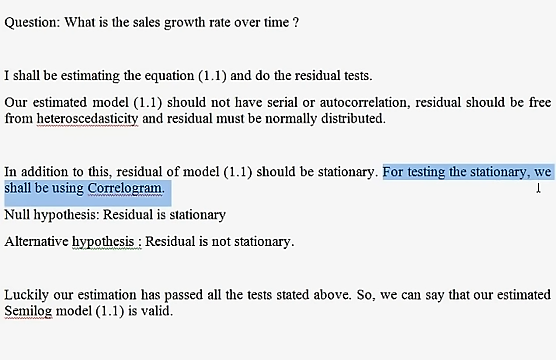 Question: What is the sales growth rate over time ?
I shall be estimating the equation (1.1) and do the residual tests.
Our estimated model (1.1) should not have serial or autocorrelation, residual should be free
from heteroscedasticity and residual must be normally distributed.
In addition to this, residual of model (1.1) should be stationary. For testing the stationary, we
shall be using Correlogram.
Null hypothesis: Residual is stationary
Alternative hypothesis : Residual is not stationary.
Luckily our estimation has passed all the tests stated above. So, we can say that our estimated
Semilog model (1.1) is valid.